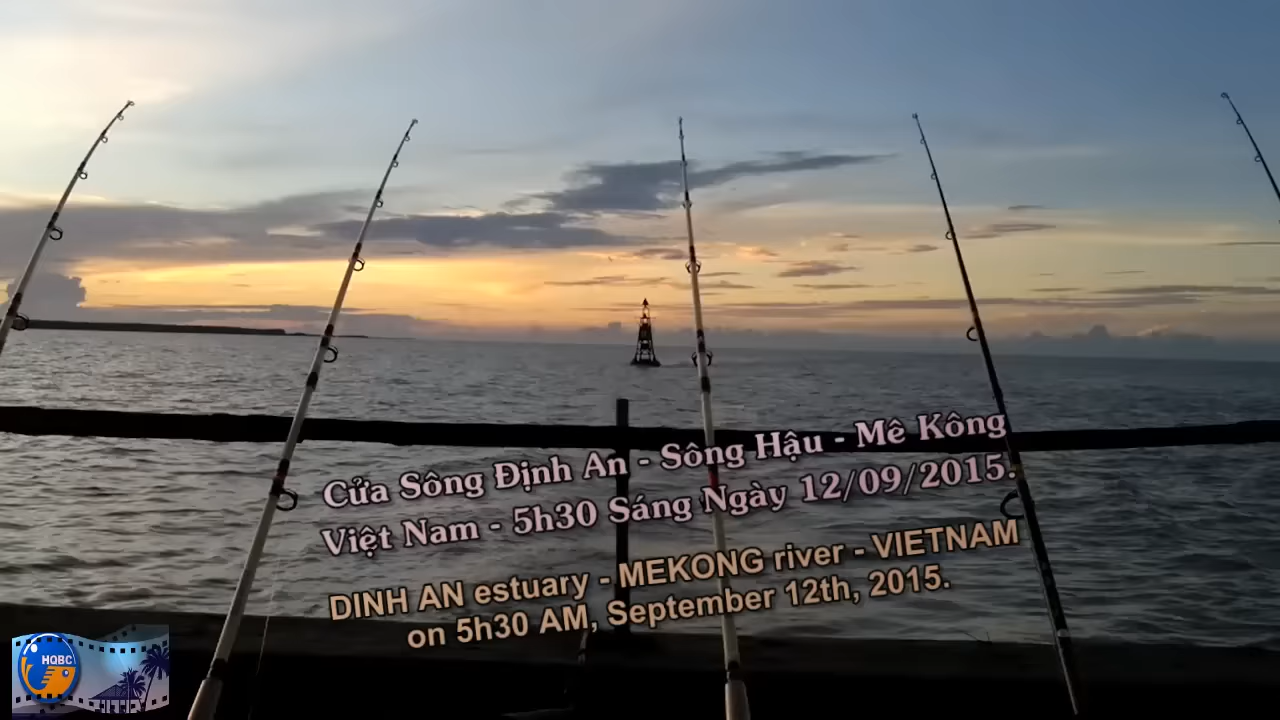 Cửa Sông Định An - Sông Hậu - Mê Kông
Việt Nam - 5h30 Sáng Ngày 12/09/2015.
DINH AN estuary - MEKONG river - VIETNAM
on 5h30 AM, September 12th, 2015.
HQBC